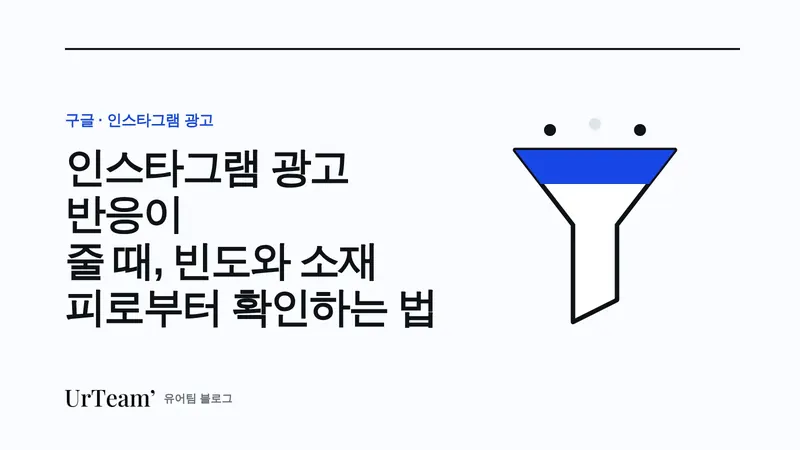 구글 · 인스타그램 광고
인스타그램 광고
반응이
줄 때, 빈도와 소재
피로부터 확인하는 법
UrTeam’ 유어팀 블로그